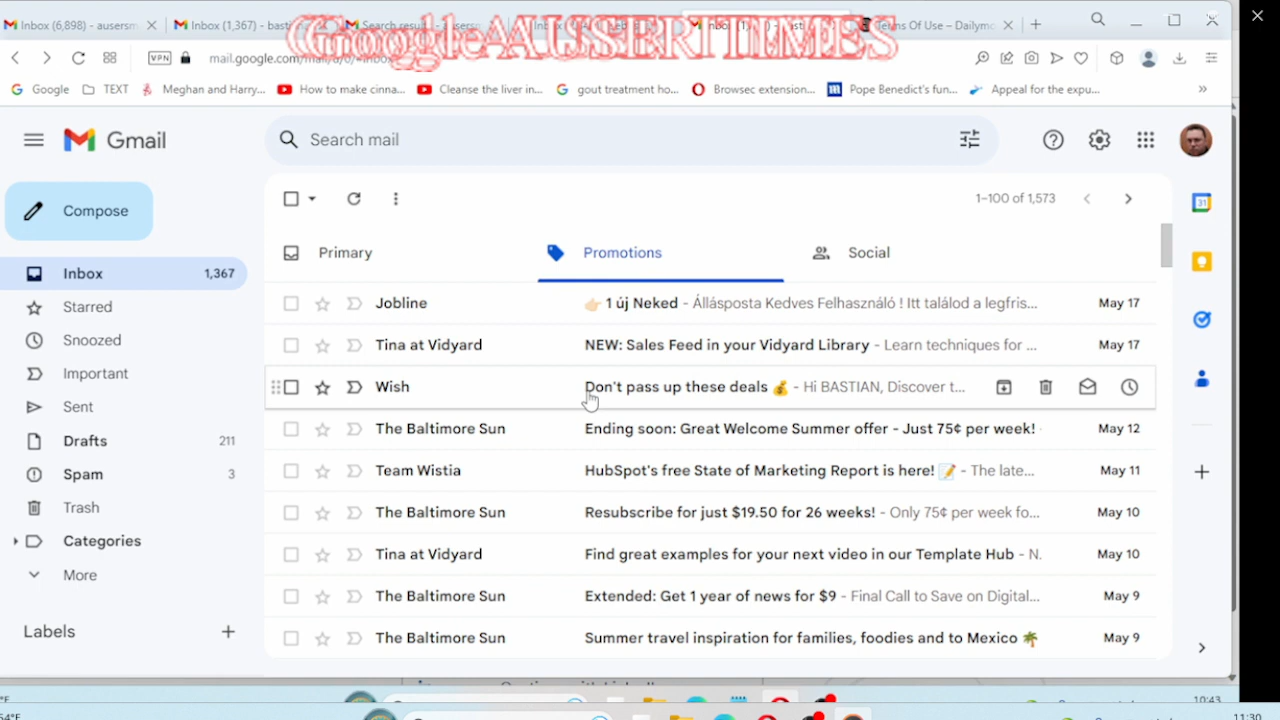 Inbox (6,898) – ausersm
Inbox (1,367) - basti
Search result
Inbox
Terms Of Use – Dailymo
GoogleAAUSERTTIMES
VPN
mail.google.com/mail/
Google
TEXT
Meghan and Harry...
How to make cinna...
Cleanse the liver in...
gout treatment ho...
Browsec extension...
Pope Benedict's fun...
Appeal for the expu...
»
Gmail
Search mail
Compose
1–100 of 1,573
31
Primary
Promotions
Social
Inbox 1,367
Starred
Snoozed
Important
Sent
Drafts 211
Spam 3
Trash
Categories
More
Labels
Jobline 👉🏻 1 új Neked - Állásposta Kedves Felhasználó ! Itt találod a legfris... May 17
Tina at Vidyard NEW: Sales Feed in your Vidyard Library - Learn techniques for ... May 17
Wish Don't pass up these deals 💰 - Hi BASTIAN, Discover t...
The Baltimore Sun Ending soon: Great Welcome Summer offer - Just 75¢ per week! May 12
Team Wistia HubSpot's free State of Marketing Report is here! 📝 - The late... May 11
The Baltimore Sun Resubscribe for just $19.50 for 26 weeks! - Only 75¢ per week fo... May 10
Tina at Vidyard Find great examples for your next video in our Template Hub - N. May 10
The Baltimore Sun Extended: Get 1 year of news for $9 - Final Call to Save on Digital... May 9
The Baltimore Sun Summer travel inspiration for families, foodies and to Mexico 🌴 May 9
10:43
54°F
11:30